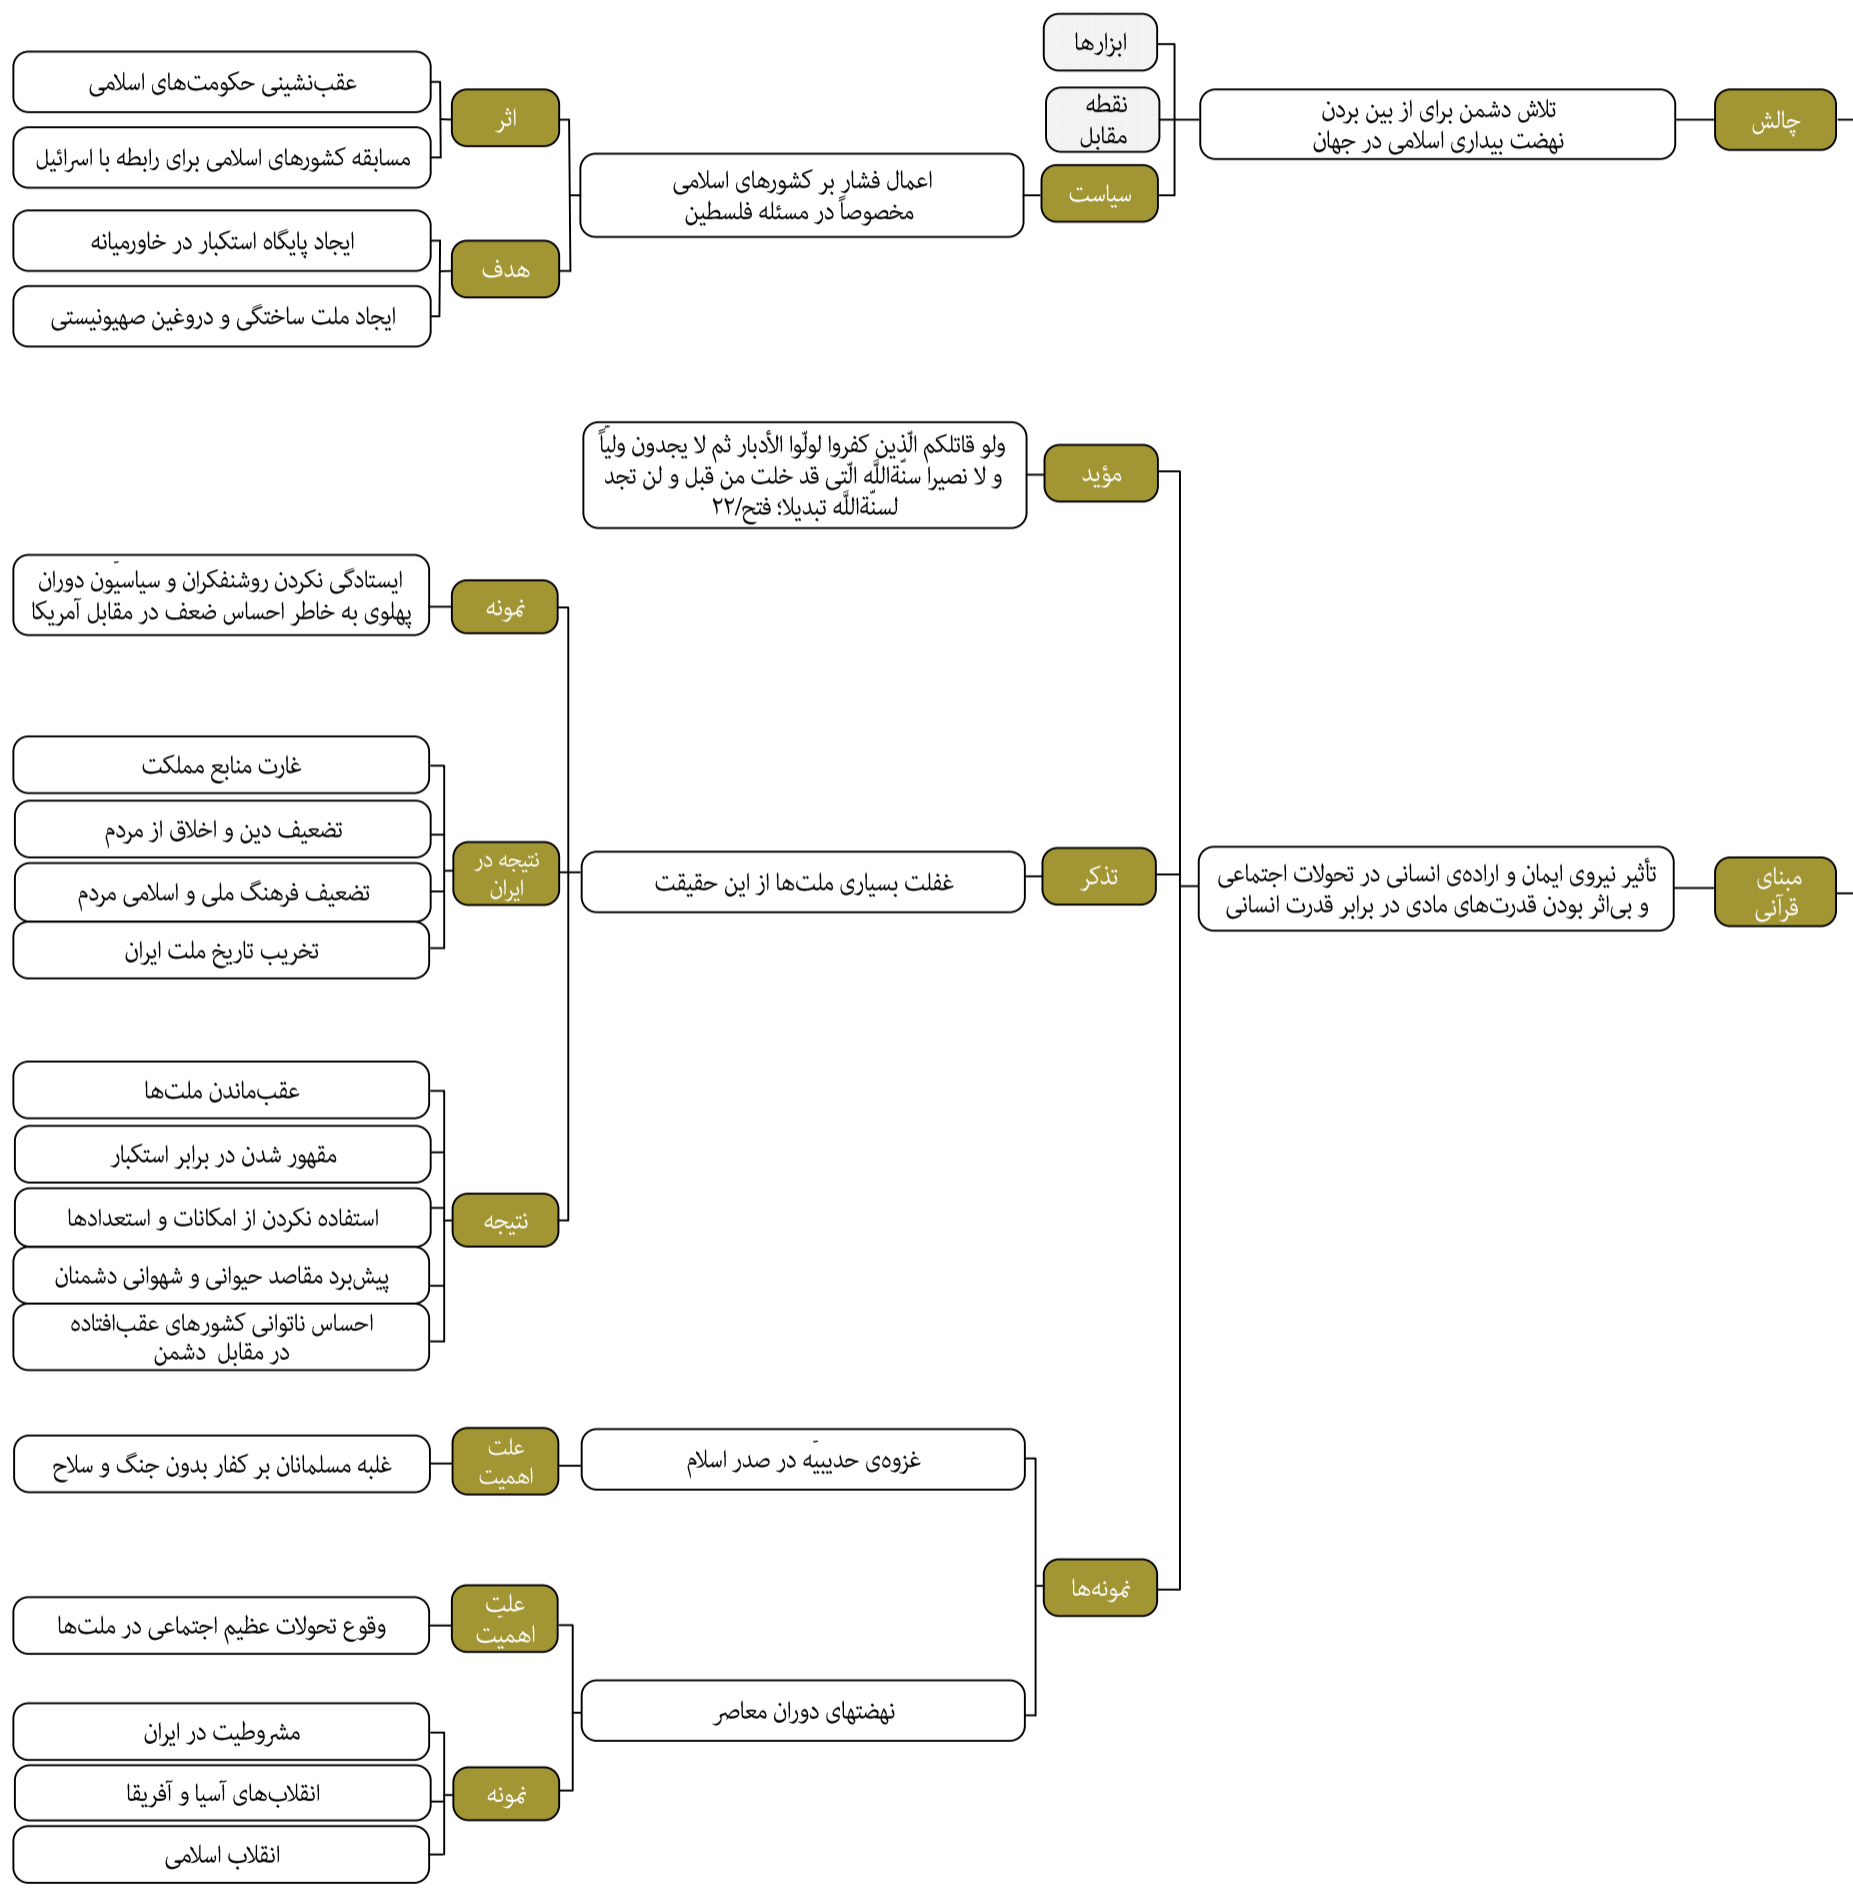 چالش
تلاش دشمن برای از بین بردن
نهضت بیداری اسلامی در جهان
ابزارها
نقطه
مقابل
سیاست
اعمال فشار بر کشورهای اسلامی
مخصوصاً در مسئله فلسطین
اثر
عقب‌نشینی حکومت‌های اسلامی
مسابقه کشورهای اسلامی برای رابطه با اسرائیل
هدف
ایجاد پایگاه استکبار در خاورمیانه
ایجاد ملت ساختگی و دروغین صهیونیستی
مبنای
قرآنی
تأثیر نیروی ایمان و اراده‌ی انسانی در تحولات اجتماعی
و بی‌اثر بودن قدرت‌های مادی در برابر قدرت انسانی
مؤید
ولو قاتلکم الّذین کفروا لولّوا الأدبار ثم لا یجدون ولیّاً
و لا نصیرا سنّةاللَّه الّتی قد خلت من قبل و لن تجد
لسنّةاللَّه تبدیلا؛ فتح/۲۲
تذکر
غفلت بسیاری ملت‌ها از این حقیقت
نمونه
ایستادگی نکردن روشنفکران و سیاسیّون دوران
پهلوی به خاطر احساس ضعف در مقابل آمریکا
نتیجه در
ایران
غارت منابع مملکت
تضعیف دین و اخلاق از مردم
تضعیف فرهنگ ملی و اسلامی مردم
تخریب تاریخ ملت ایران
نتیجه
عقب‌ماندن ملت‌ها
مقهور شدن در برابر استکبار
استفاده نکردن از امکانات و استعدادها
پیش‌برد مقاصد حیوانی و شهوانی دشمنان
احساس ناتوانی کشورهای عقب‌افتاده
در مقابل دشمن
نمونه‌ها
غزوه‌ی حدیبیّه در صدر اسلام
علت
اهمیت
غلبه مسلمانان بر کفار بدون جنگ و سلاح
نهضتهای دوران معاصر
علت
اهمیّت
وقوع تحولات عظیم اجتماعی در ملت‌ها
نمونه
مشروطیت در ایران
انقلاب‌های آسیا و آفریقا
انقلاب اسلامی